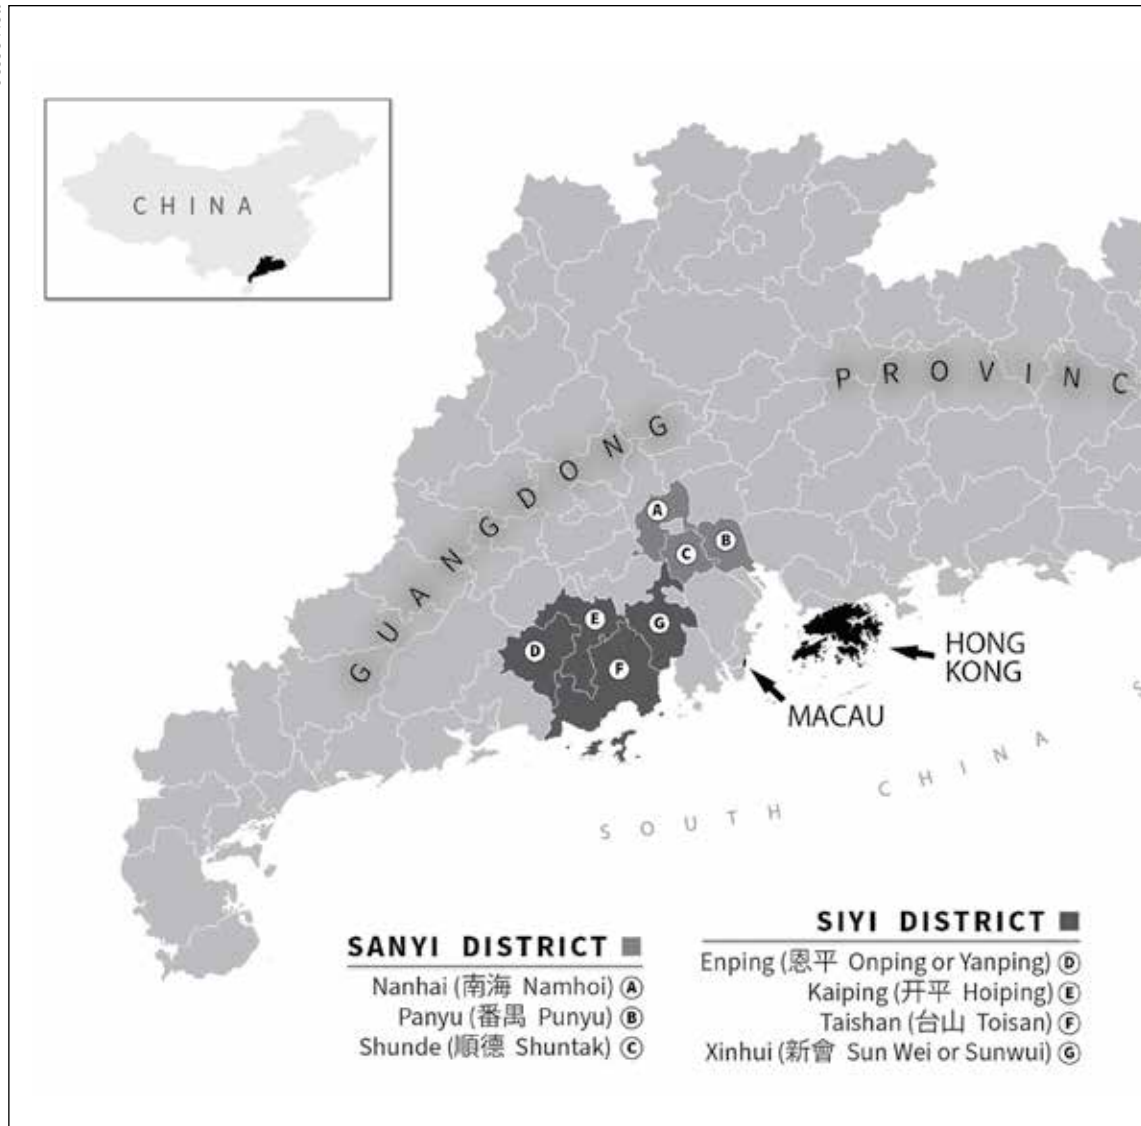 CHINA
PROVINC
GUANGDONG
A
B
C
D
E
F
G
HONG
KONG
MACAU
SOUTH CHINA
S
SANYI DISTRICT
Nanhai (南海 Namhoi) A
Panyu (番禺 Punyu) B
Shunde (順德 Shuntak) C
SIYI DISTRICT
Enping (恩平 Onping or Yanping) D
Kaiping (开平 Hoiping) E
Taishan (台山 Toisan) F
Xinhui (新會 Sun Wei or Sunwui) G